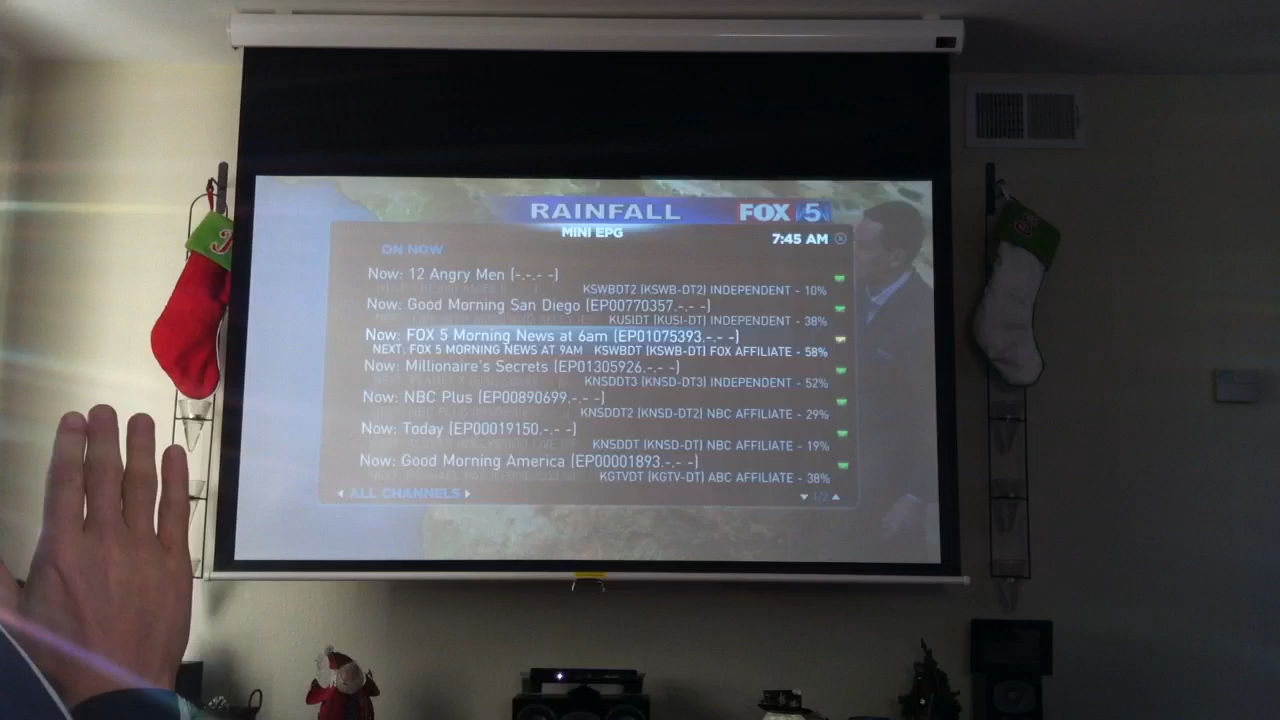 RAINFALL FOX 5
MINI EPG
7:45 AM
ON NOW
Now: 12 Angry Men (-.-.- -)
KSWBDT2 (KSWB-DT2) INDEPENDENT - 10%
Now: Good Morning San Diego (EP00770357.-.- -)
KUSIDT (KUSI-DT) INDEPENDENT - 38%
Now: FOX 5 Morning News at 6am (EP01075393.-.- -)
NEXT: FOX 5 MORNING NEWS AT 9AM KSWBDT (KSWB-DT) FOX AFFILIATE - 58%
Now: Millionaire's Secrets (EP01305926.-.- -)
KNSDDT3 (KNSD-DT3) INDEPENDENT - 52%
Now: NBC Plus (EP00890699.-.- -)
KNSDDT2 (KNSD-DT2) NBC AFFILIATE - 29%
Now: Today (EP00019150.-.- -)
KNSDDT (KNSD-DT) NBC AFFILIATE - 19%
Now: Good Morning America (EP00001893.-.- -)
KGTVDT (KGTV-DT) ABC AFFILIATE - 38%
ALL CHANNELS
1/2